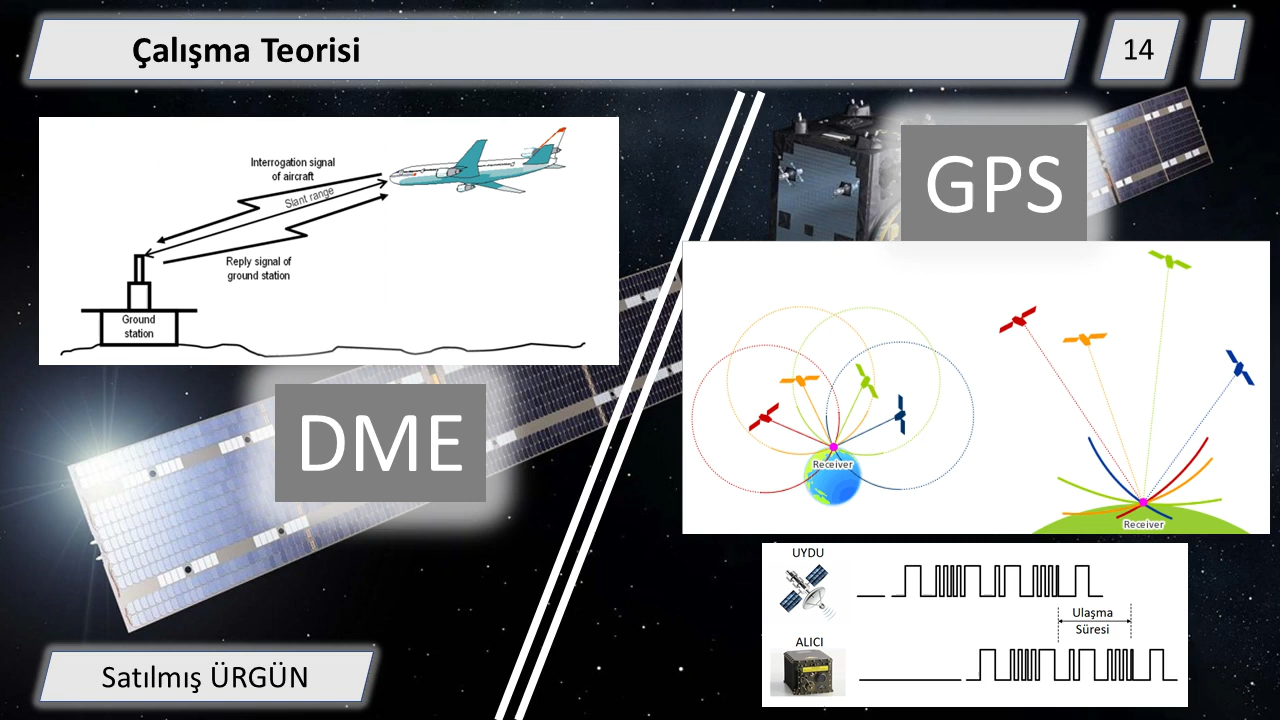 Çalışma Teorisi
14
Interrogation signal
of aircraft
Slant range
Reply signal of
ground station
Ground
station
DME
GPS
Receiver
Receiver
UYDU
Ulaşma
Süresi
ALICI
Satılmış ÜRGÜN